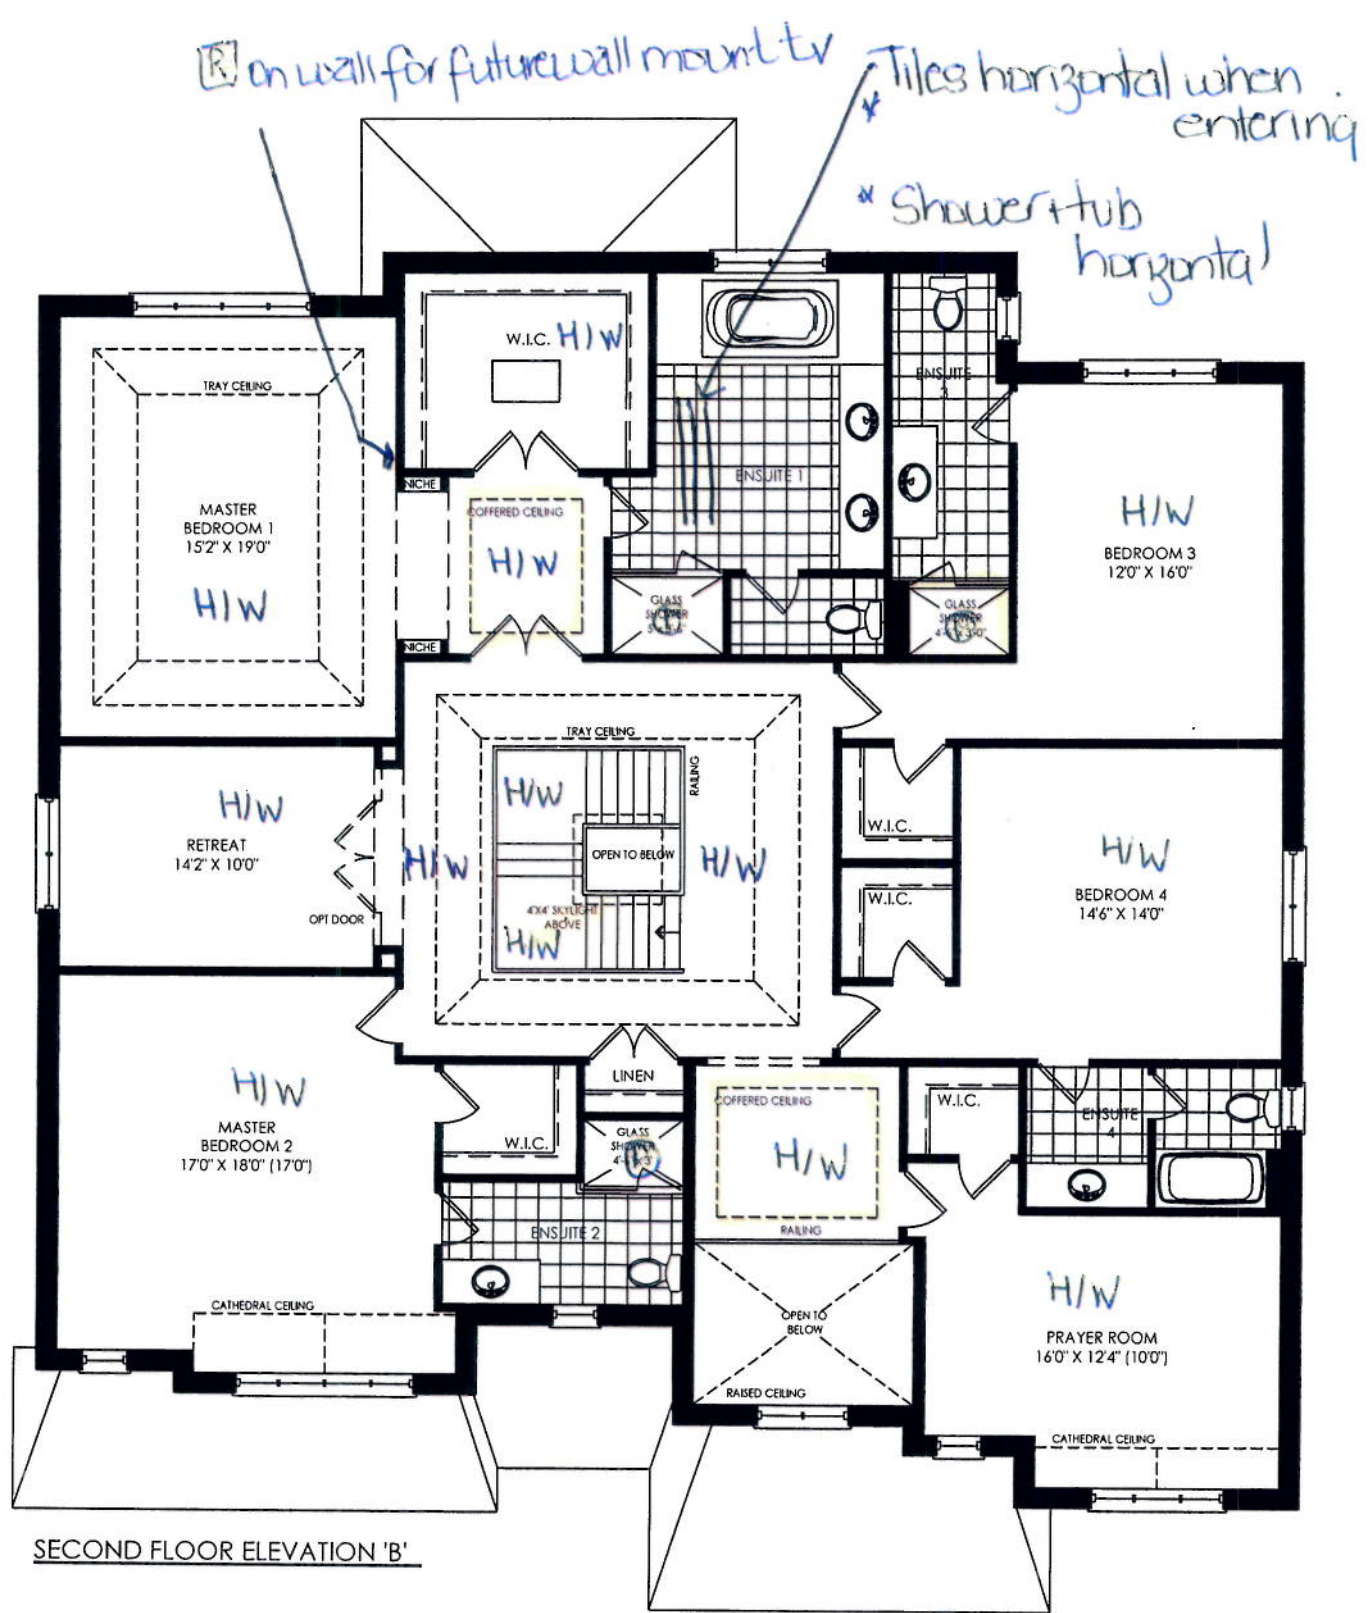 R on wall for future wall mount tv
Tiles horizontal when
entering
* Shower + tub
horizontal
W.I.C. H/W
TRAY CEILING
ENSUITE
3
NICHE
ENSUITE 1
COFFERED CEILING
H/W
MASTER
BEDROOM 1
15'2" X 19'0"
H/W
H/W
BEDROOM 3
12'0" X 16'0"
GLASS
SHOWER
GLASS
SHOWER
NICHE
TRAY CEILING
RAILING
H/W
H/W
RETREAT
14'2" X 10'0"
OPT DOOR
H/W
OPEN TO BELOW
H/W
4'X4' SKYLIGHT
ABOVE
H/W
W.I.C.
W.I.C.
H/W
BEDROOM 4
14'6" X 14'0"
LINEN
H/W
MASTER
BEDROOM 2
17'0" X 18'0" (17'0")
W.I.C.
GLASS
SHOWER
COFFERED CEILING
H/W
RAILING
W.I.C.
ENSUITE
4
ENSUITE 2
CATHEDRAL CEILING
OPEN TO
BELOW
RAISED CEILING
H/W
PRAYER ROOM
16'0" X 12'4" (10'0")
CATHEDRAL CEILING
SECOND FLOOR ELEVATION 'B'